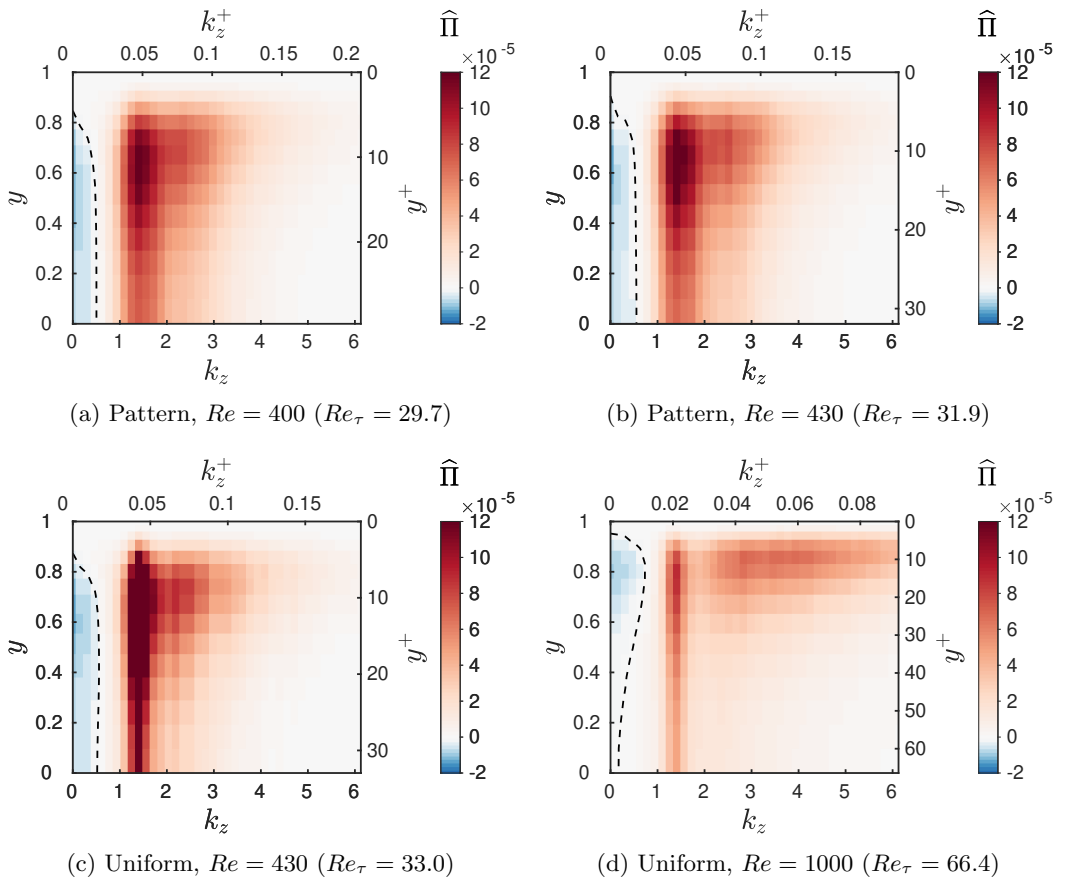 k_z^+ Π̂
0 0.05 0.1 0.15 0.2 ×10^-5
1 0 12
0.8 10
0.6 10 8
y y^+ 6
0.4 4
20 2
0.2 0
0 -2
0 1 2 3 4 5 6
k_z
(a) Pattern, Re = 400 (Re_τ = 29.7)
k_z^+ Π̂
0 0.05 0.1 0.15 ×10^-5
1 0 12
0.8 10
0.6 10 8
y y^+ 6
0.4 20 4
0.2 2
30 0
0 -2
0 1 2 3 4 5 6
k_z
(b) Pattern, Re = 430 (Re_τ = 31.9)
k_z^+ Π̂
0 0.05 0.1 0.15 ×10^-5
1 0 12
0.8 10
0.6 10 8
y y^+ 6
0.4 20 4
0.2 2
30 0
0 -2
0 1 2 3 4 5 6
k_z
(c) Uniform, Re = 430 (Re_τ = 33.0)
k_z^+ Π̂
0 0.02 0.04 0.06 0.08 ×10^-5
1 0 12
0.8 10 10
20 8
0.6 30 6
y y^+
0.4 40 4
50 2
0.2 60 0
0 -2
0 1 2 3 4 5 6
k_z
(d) Uniform, Re = 1000 (Re_τ = 66.4)